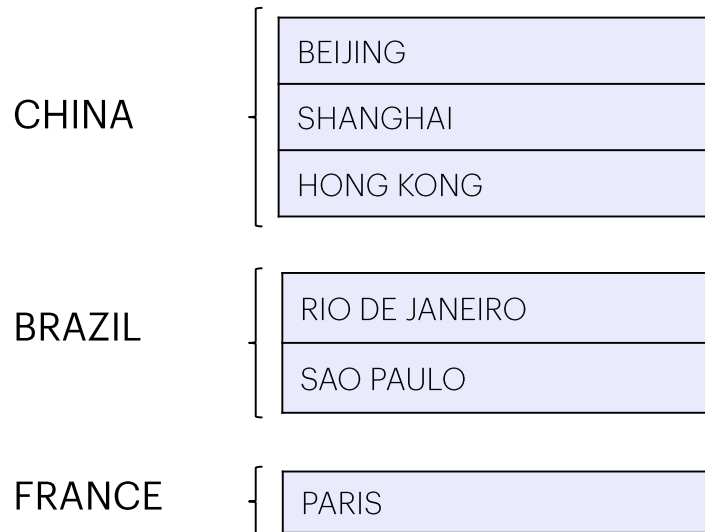 CHINA
BEIJING
SHANGHAI
HONG KONG
BRAZIL
RIO DE JANEIRO
SAO PAULO
FRANCE
PARIS